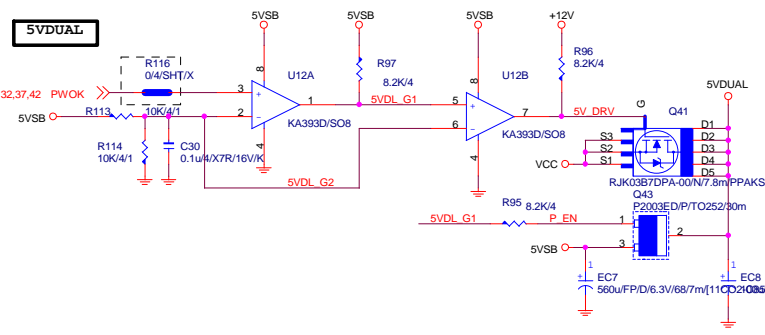 5VDUAL
5VSB
5VSB
5VSB
+12V
R116
0/4/SHT/X
R97
8.2K/4
R96
8.2K/4
U12A
U12B
8
8
32,37,42 PWOK
3
+
1
5VDL_G1
5
+
7
5V_DRV
G
Q41
5VDUAL
R113
10K/4/1
5VSB
2
6
KA393D/SO8
KA393D/SO8
4
4
R114
10K/4/1
C30
0.1u/4/X7R/16V/K
5VDL_G2
S3
S2
S1
VCC
D1
D2
D3
D4
D5
RJK03B7DPA-00/N/7.8m/PPAKS
Q43
P2003ED/P/TO252/30m
R95
8.2K/4
5VDL_G1
P_EN
1
2
5VSB
3
1
+
EC7
560u/FP/D/6.3V/68/7m/[11CO2-
1
+
EC8